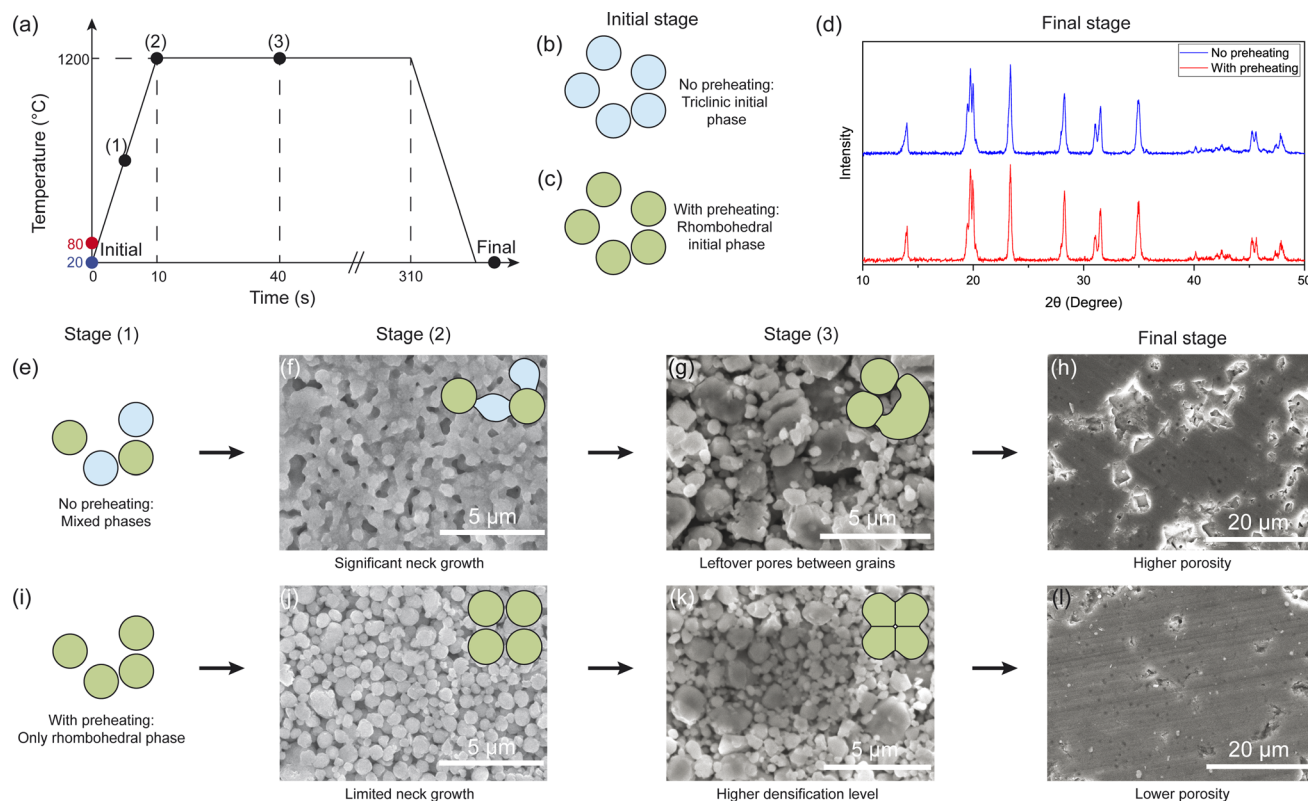 (a)
Temperature (°C)
1200
80
20
Initial
(1)
(2)
(3)
Final
0
10
40
310
Time (s)
Initial stage
(b)
No preheating:
Triclinic initial
phase
(c)
With preheating:
Rhombohedral
initial phase
(d)
Final stage
No preheating
With preheating
Intensity
10
20
30
40
50
2θ (Degree)
Stage (1)
Stage (2)
Stage (3)
Final stage
(e)
No preheating:
Mixed phases
(f)
5 μm
Significant neck growth
(g)
5 μm
Leftover pores between grains
(h)
20 μm
Higher porosity
(i)
With preheating:
Only rhombohedral phase
(j)
5 μm
Limited neck growth
(k)
5 μm
Higher densification level
(l)
20 μm
Lower porosity